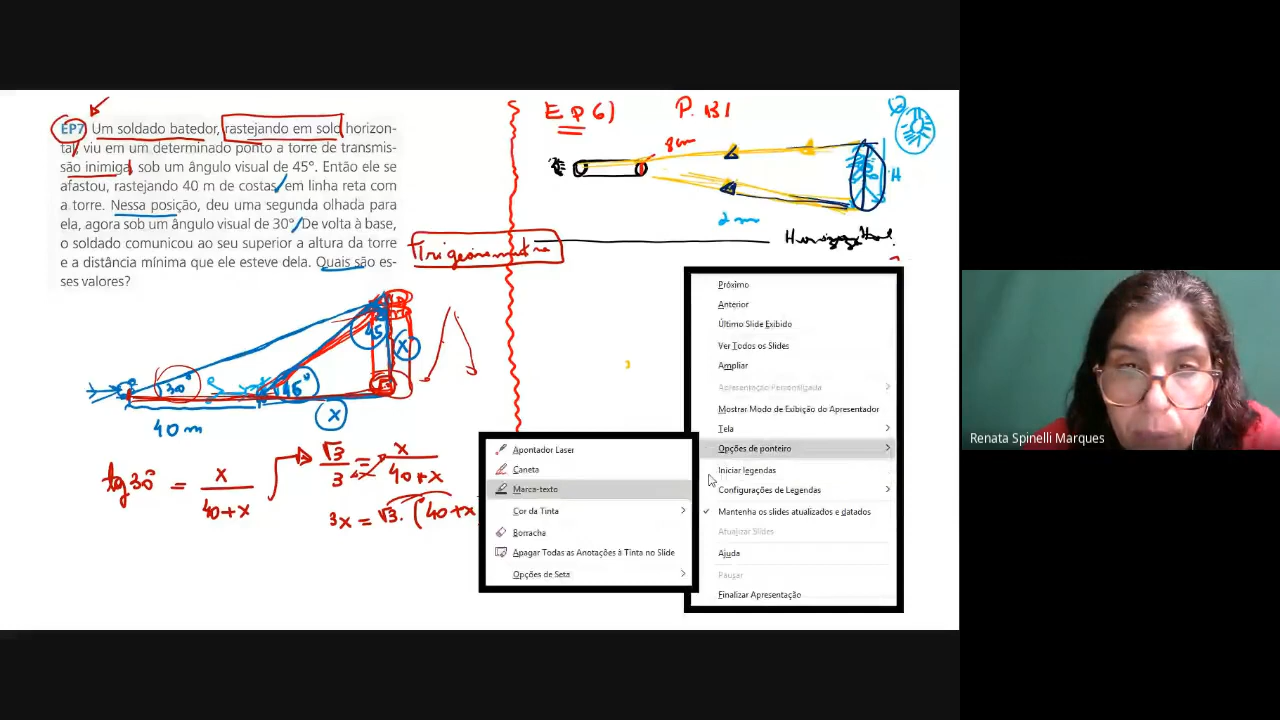 EP7 Um soldado batedor, rastejando em solo horizon-
tal, viu em um determinado ponto a torre de transmis-
são inimiga, sob um ângulo visual de 45°. Então ele se
afastou, rastejando 40 m de costas, em linha reta com
a torre. Nessa posição, deu uma segunda olhada para
ela, agora sob um ângulo visual de 30°. De volta à base,
o soldado comunicou ao seu superior a altura da torre
e a distância mínima que ele esteve dela. Quais são es-
ses valores?
Trigonometria
EP6) P. 131
8cm
H
2 m
Horizontal
45
x
30°
45°
x
40 m
tg 30° = x / 40+x
√3/3 = x / 40+x
3x = √3 . (40+x
Próximo
Anterior
Último Slide Exibido
Ver Todos os Slides
Ampliar
Apresentação Personalizada
Mostrar Modo de Exibição do Apresentador
Tela
Opções de ponteiro
Iniciar legendas
Configurações de Legendas
Mantenha os slides atualizados e datados
Atualizar Slides
Ajuda
Pausar
Finalizar Apresentação
Apontador Laser
Caneta
Marca-texto
Cor da Tinta
Borracha
Apagar Todas as Anotações à Tinta no Slide
Opções de Seta
Renata Spinelli Marques